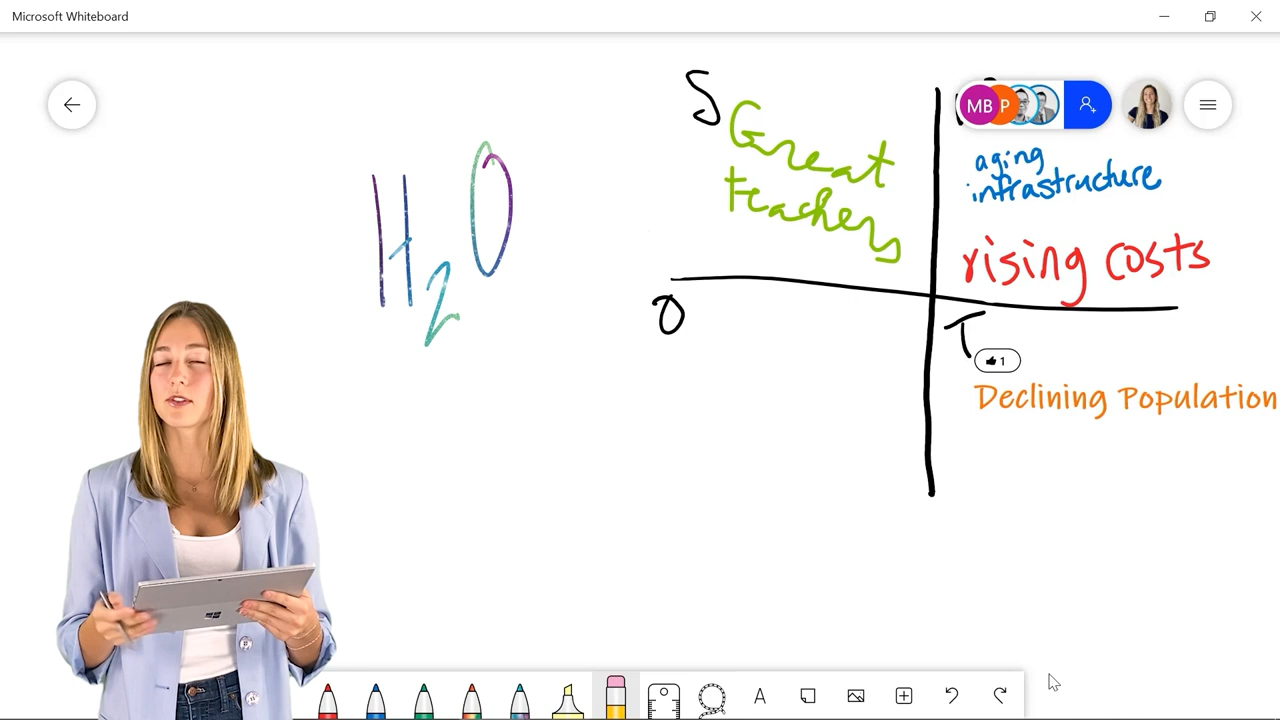 Microsoft Whiteboard
S
MB
P
Great
teachers
aging
infrastructure
H2O
rising costs
O
T
1
Declining Population
A